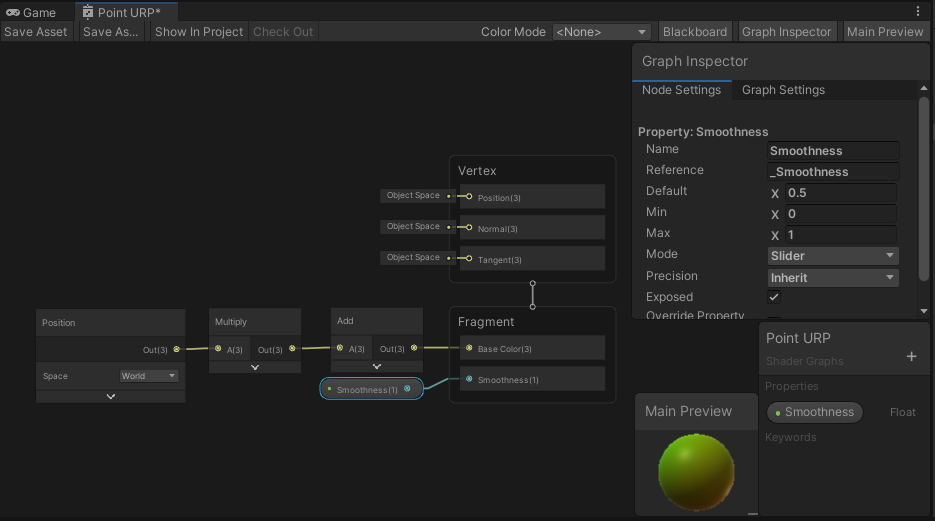 Game
Point URP*
Save Asset
Save As...
Show In Project
Check Out
Color Mode
<None>
Blackboard
Graph Inspector
Main Preview
Graph Inspector
Node Settings
Graph Settings
Property: Smoothness
Name
Smoothness
Reference
_Smoothness
Default
X 0.5
Min
X 0
Max
X 1
Mode
Slider
Precision
Inherit
Exposed
Override Property
Vertex
Object Space
Position(3)
Object Space
Normal(3)
Object Space
Tangent(3)
Position
Out(3)
Space
World
Multiply
A(3)
Out(3)
Add
A(3)
Out(3)
Smoothness(1)
Fragment
Base Color(3)
Smoothness(1)
Main Preview
Point URP
Shader Graphs
+
Properties
Smoothness
Float
Keywords